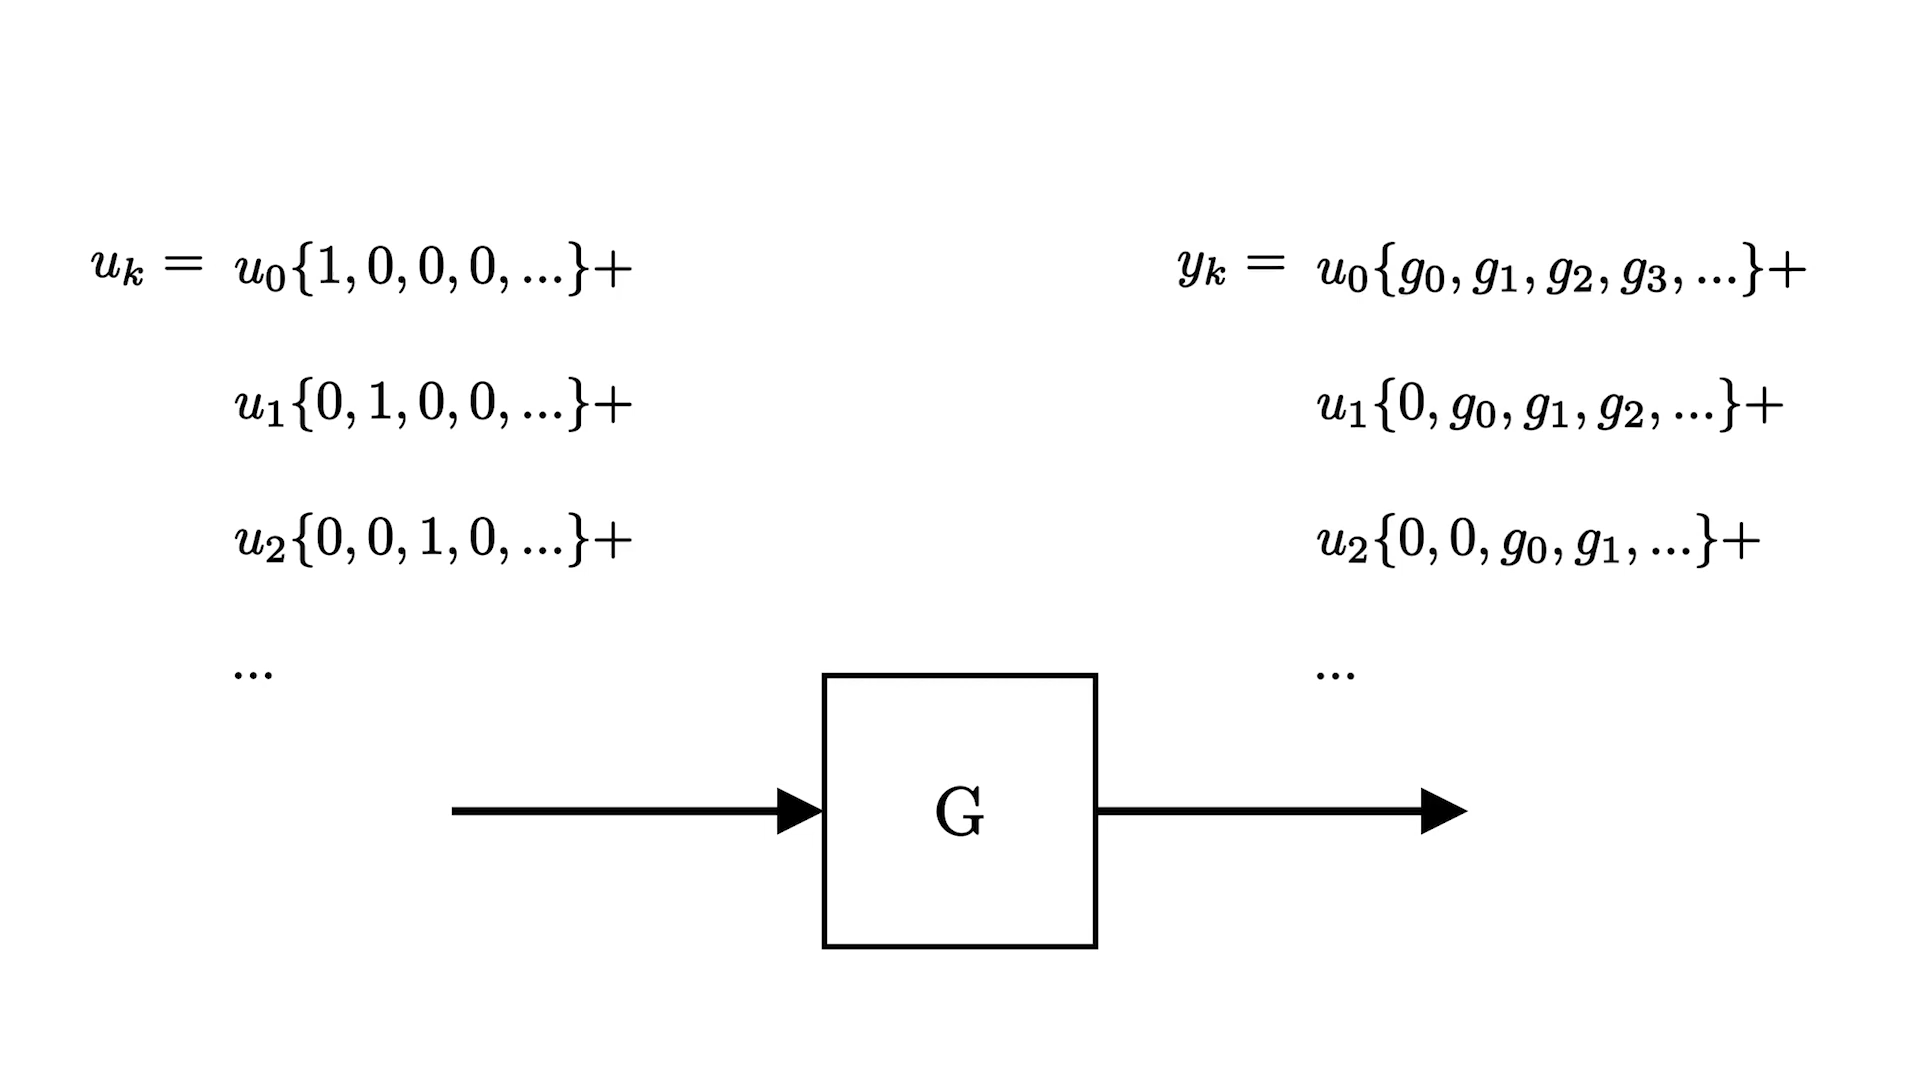 u_k = u_0{1, 0, 0, 0, ...}+
u_1{0, 1, 0, 0, ...}+
u_2{0, 0, 1, 0, ...}+
...
y_k = u_0{g_0, g_1, g_2, g_3, ...}+
u_1{0, g_0, g_1, g_2, ...}+
u_2{0, 0, g_0, g_1, ...}+
...
G